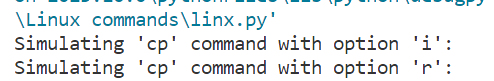 \Linux commands\linx.py'
Simulating 'cp' command with option 'i':
Simulating 'cp' command with option 'r':